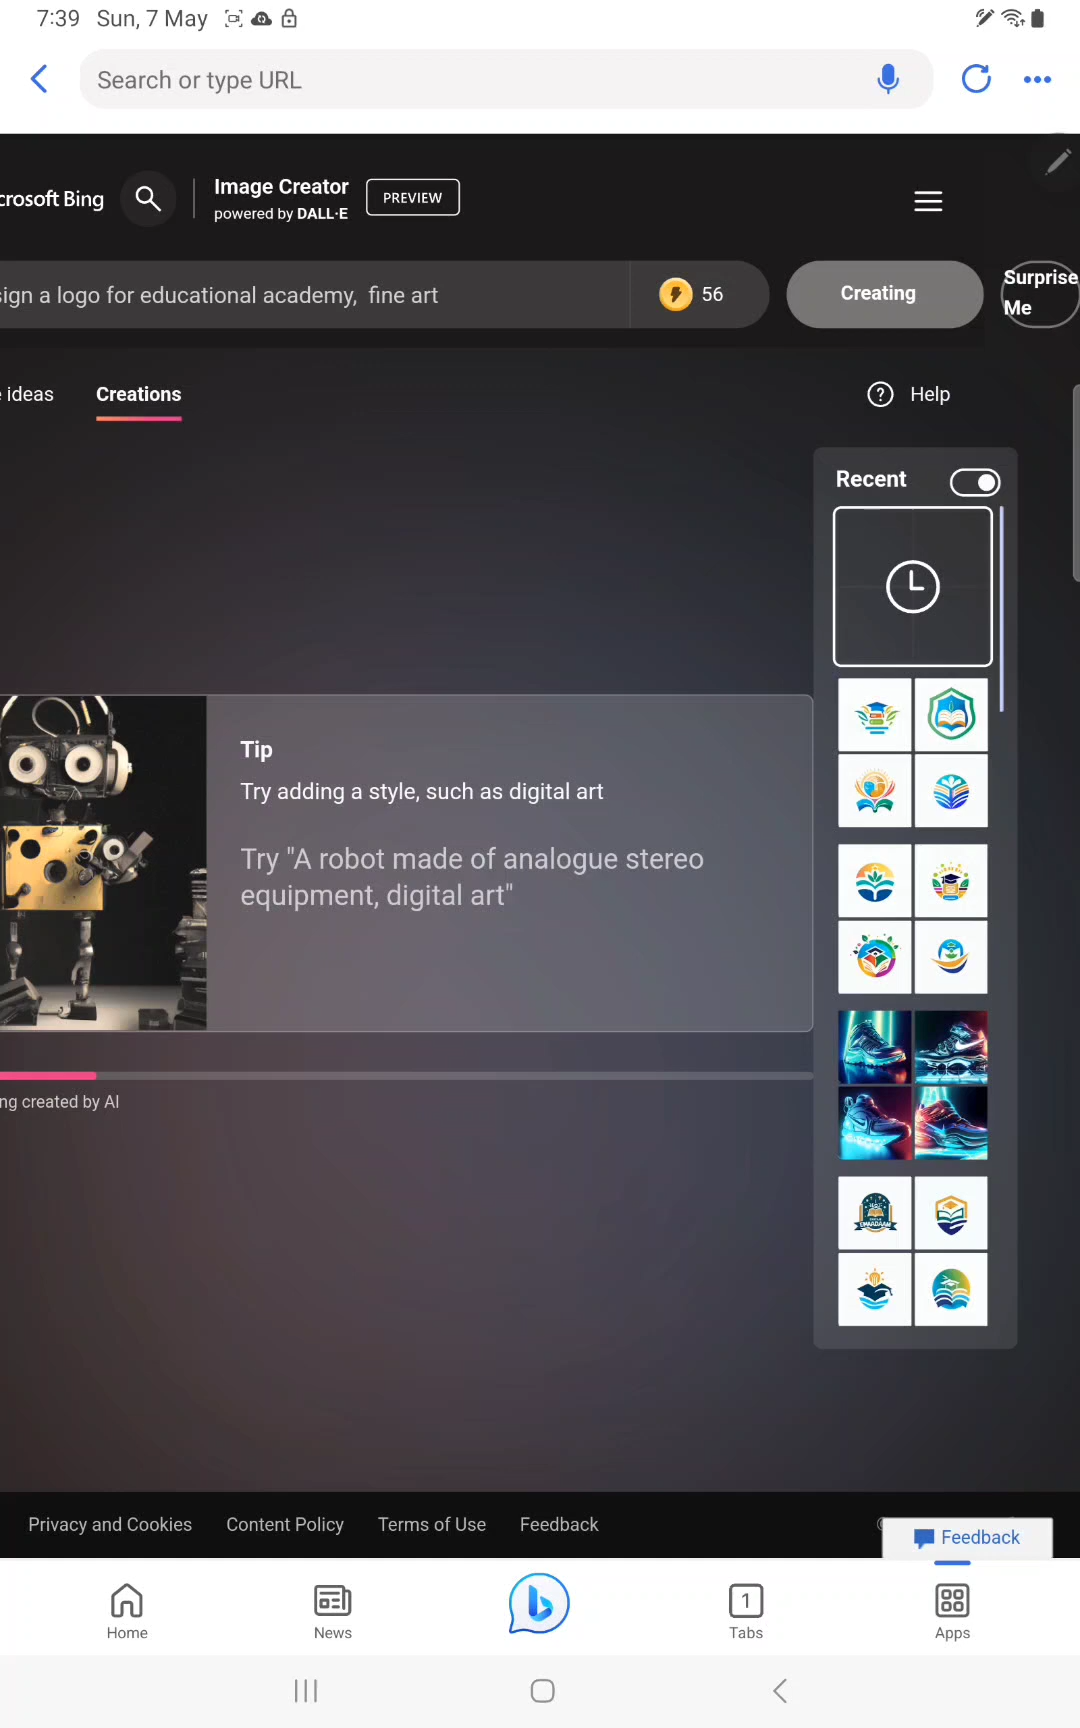 7:39 Sun, 7 May
Search or type URL
crosoft Bing
Image Creator
powered by DALL·E
PREVIEW
ign a logo for educational academy, fine art
56
Creating
Surprise
Me
ideas
Creations
Help
Recent
Tip
Try adding a style, such as digital art
Try "A robot made of analogue stereo
equipment, digital art"
ng created by AI
Privacy and Cookies
Content Policy
Terms of Use
Feedback
Feedback
Home
News
1
Tabs
Apps